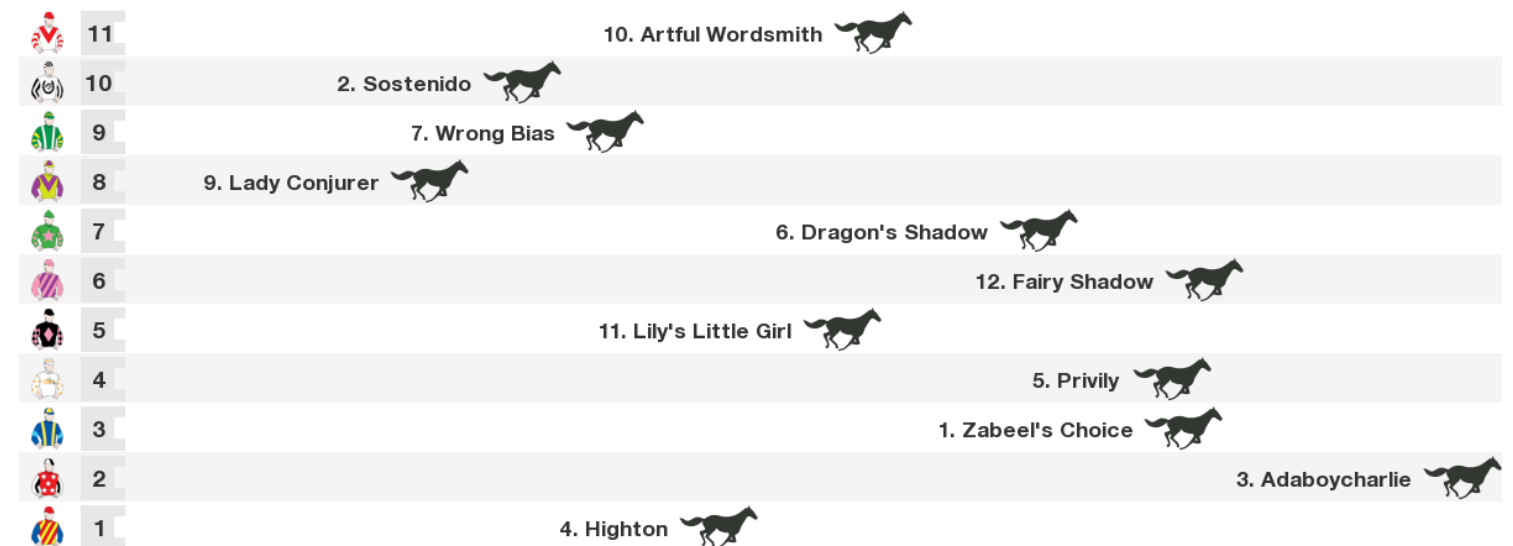 11 10. Artful Wordsmith
10 2. Sostenido
9 7. Wrong Bias
8 9. Lady Conjurer
7 6. Dragon's Shadow
6 12. Fairy Shadow
5 11. Lily's Little Girl
4 5. Privily
3 1. Zabeel's Choice
2 3. Adaboycharlie
1 4. Highton